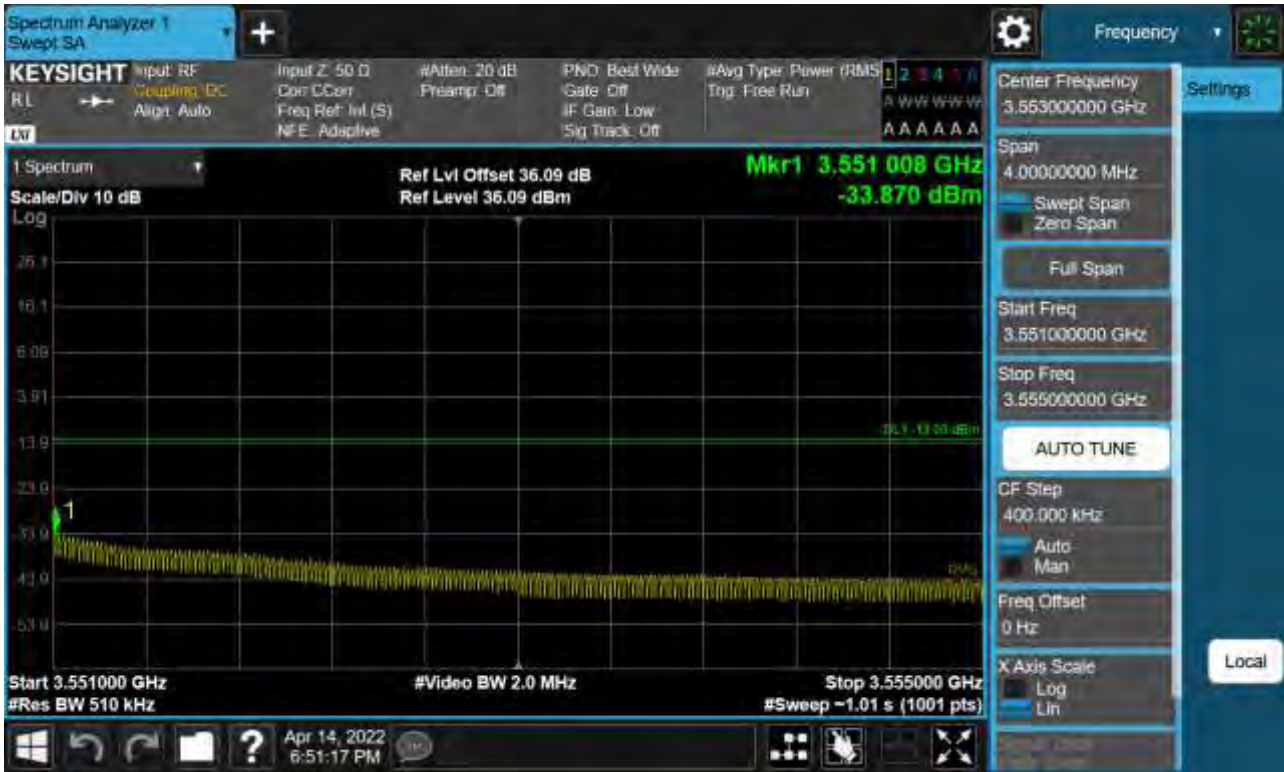 Spectrum Analyzer 1
Swept SA
+
Frequency
KEYSIGHT
RL
LXI
Input: RF
Coupling: DC
Align: Auto
Input Z: 50 Ω
Corr CCorr
Freq Ref: Int (S)
NFE: Adaptive
#Atten: 20 dB
Preamp: Off
PNO: Best Wide
Gate: Off
IF Gain: Low
Sig Track: Off
#Avg Type: Power (RMS
Trig: Free Run
1 2 3 4 5 6
A W W W W W
A A A A A A
1 Spectrum
Scale/Div 10 dB
Log
Ref Lvl Offset 36.09 dB
Ref Level 36.09 dBm
Mkr1 3.551 008 GHz
-33.870 dBm
26.1
16.1
6.09
-3.91
-13.9
-23.9
-33.9
-43.9
-53.9
DL1 -13.00 dBm
1
RMS
Start 3.551000 GHz
#Res BW 510 kHz
#Video BW 2.0 MHz
Stop 3.555000 GHz
#Sweep ~1.01 s (1001 pts)
Center Frequency
3.553000000 GHz
Span
4.00000000 MHz
Swept Span
Zero Span
Full Span
Start Freq
3.551000000 GHz
Stop Freq
3.555000000 GHz
AUTO TUNE
CF Step
400.000 kHz
Auto
Man
Freq Offset
0 Hz
X Axis Scale
Log
Lin
Settings
Local
?
Apr 14, 2022
6:51:17 PM